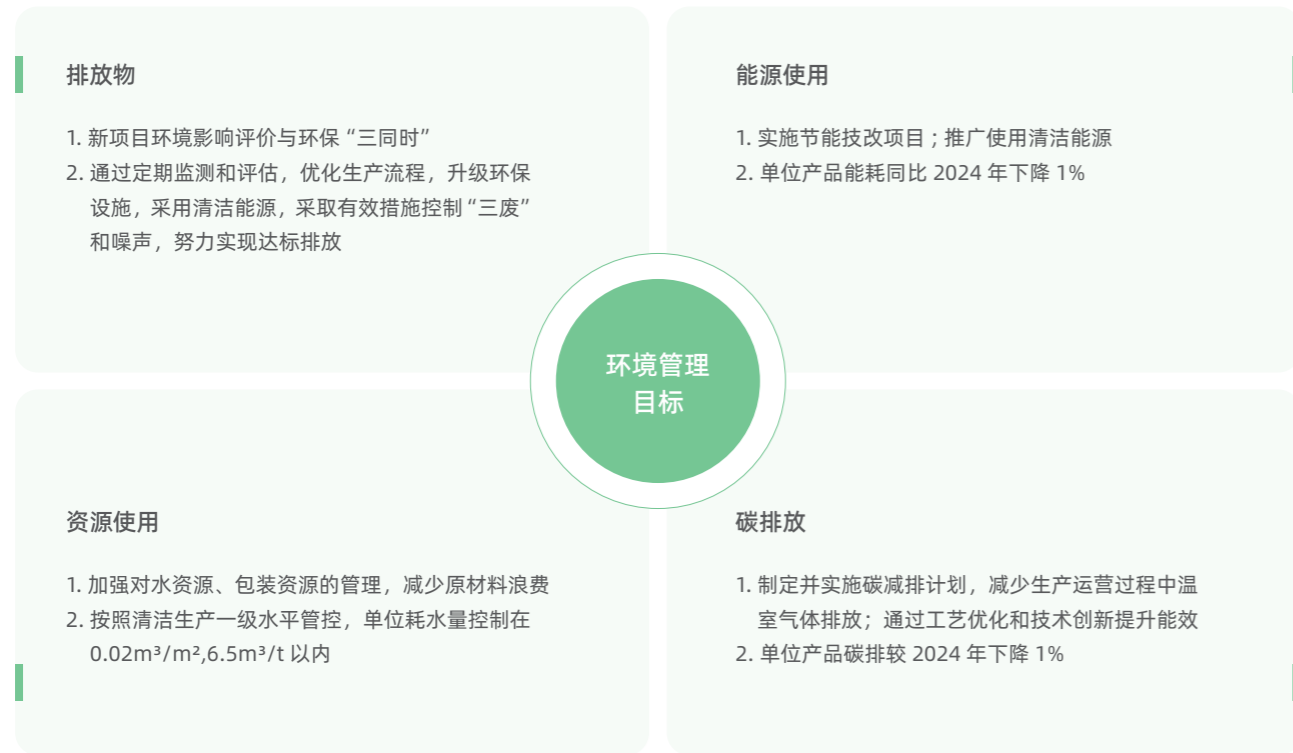 排放物
1. 新项目环境影响评价与环保“三同时”
2. 通过定期监测和评估，优化生产流程，升级环保
设施，采用清洁能源，采取有效措施控制“三废”
和噪声，努力实现达标排放
能源使用
1. 实施节能技改项目；推广使用清洁能源
2. 单位产品能耗同比 2024 年下降 1%
环境管理
目标
资源使用
1. 加强对水资源、包装资源的管理，减少原材料浪费
2. 按照清洁生产一级水平管控，单位耗水量控制在
0.02m³/m²,6.5m³/t 以内
碳排放
1. 制定并实施碳减排计划，减少生产运营过程中温
室气体排放；通过工艺优化和技术创新提升能效
2. 单位产品碳排较 2024 年下降 1%